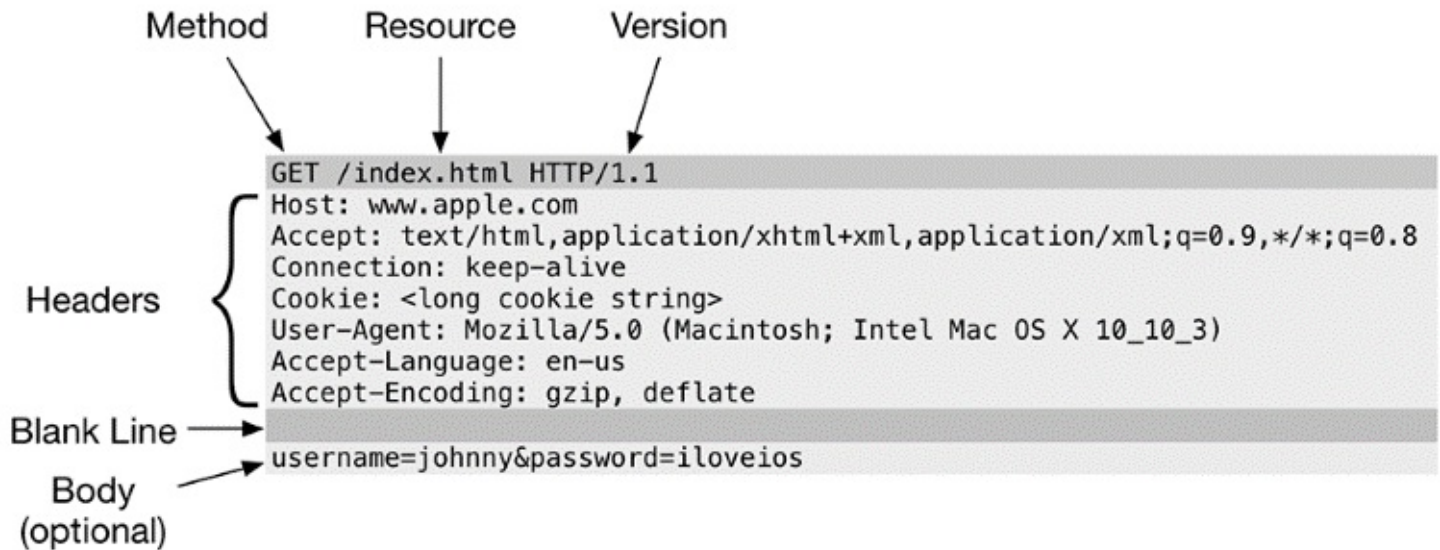 Method Resource Version
GET /index.html HTTP/1.1
Host: www.apple.com
Accept: text/html,application/xhtml+xml,application/xml;q=0.9,*/*;q=0.8
Connection: keep-alive
Headers
Cookie: <long cookie string>
User-Agent: Mozilla/5.0 (Macintosh; Intel Mac OS X 10_10_3)
Accept-Language: en-us
Accept-Encoding: gzip, deflate
Blank Line
username=johnny&password=iloveios
Body
(optional)